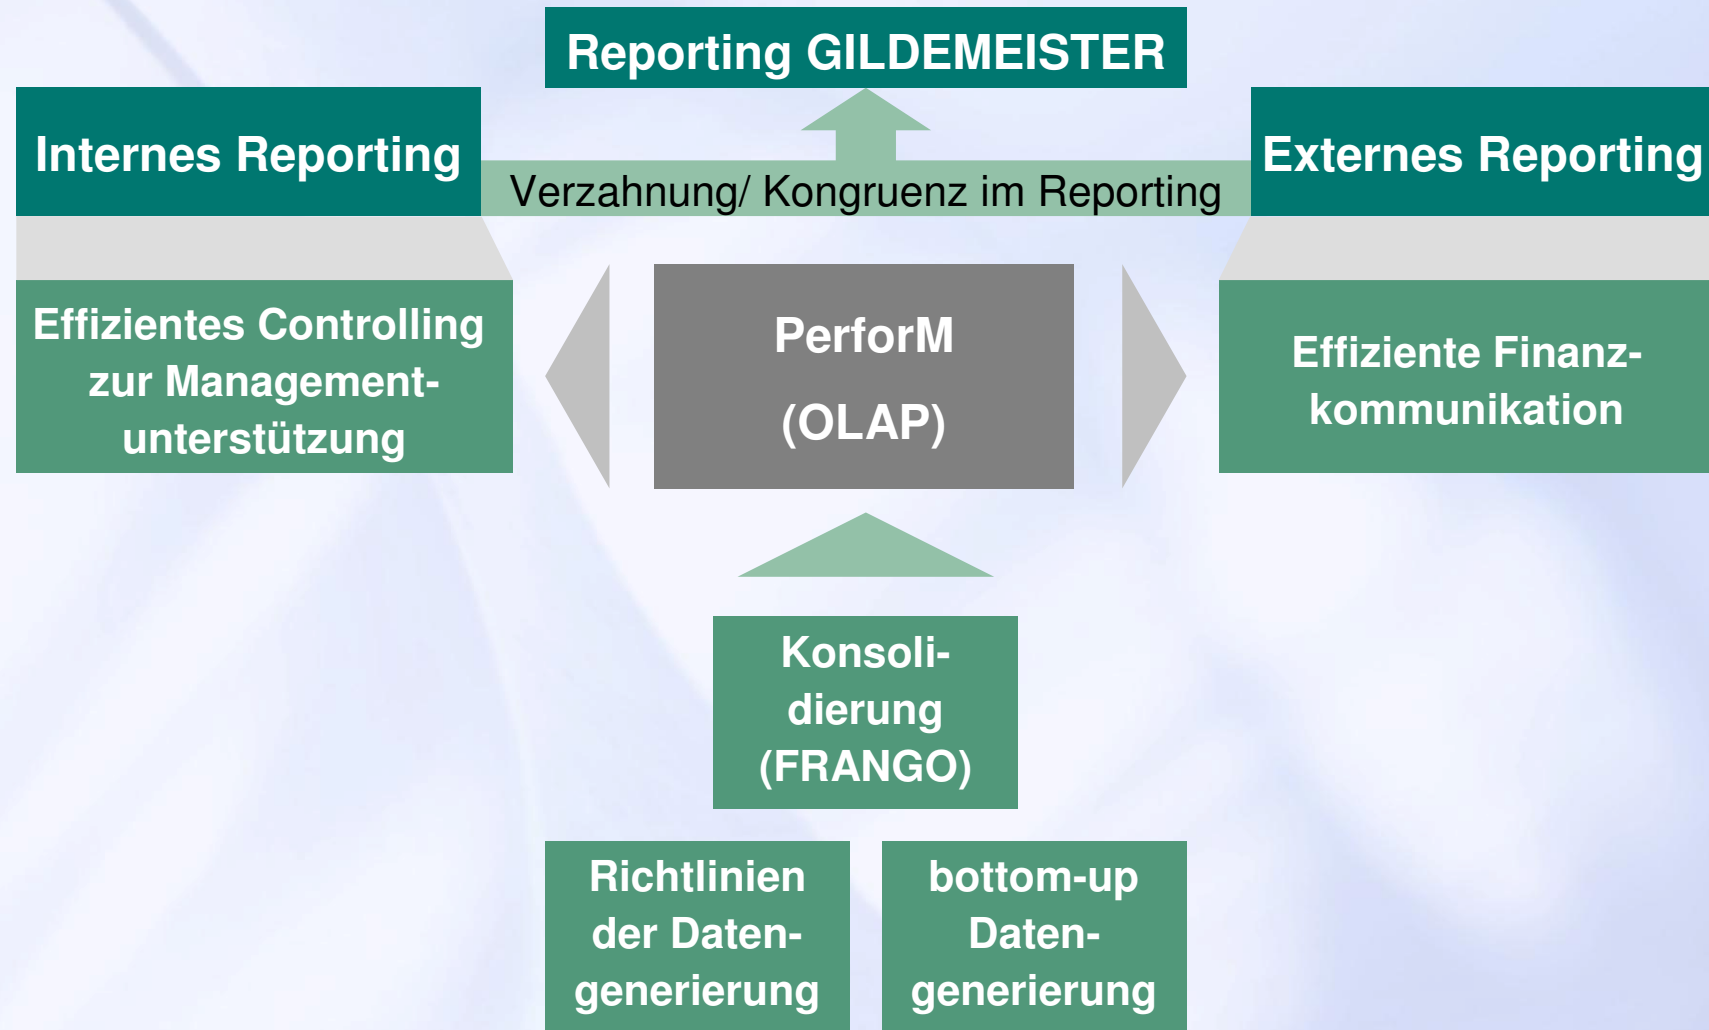 Reporting GILDEMEISTER
Internes Reporting
Verzahnung/ Kongruenz im Reporting
Externes Reporting
Effizientes Controlling
zur Management-
unterstützung
PerforM
(OLAP)
Effiziente Finanz-
kommunikation
Konsoli-
dierung
(FRANGO)
Richtlinien
der Daten-
generierung
bottom-up
Daten-
generierung